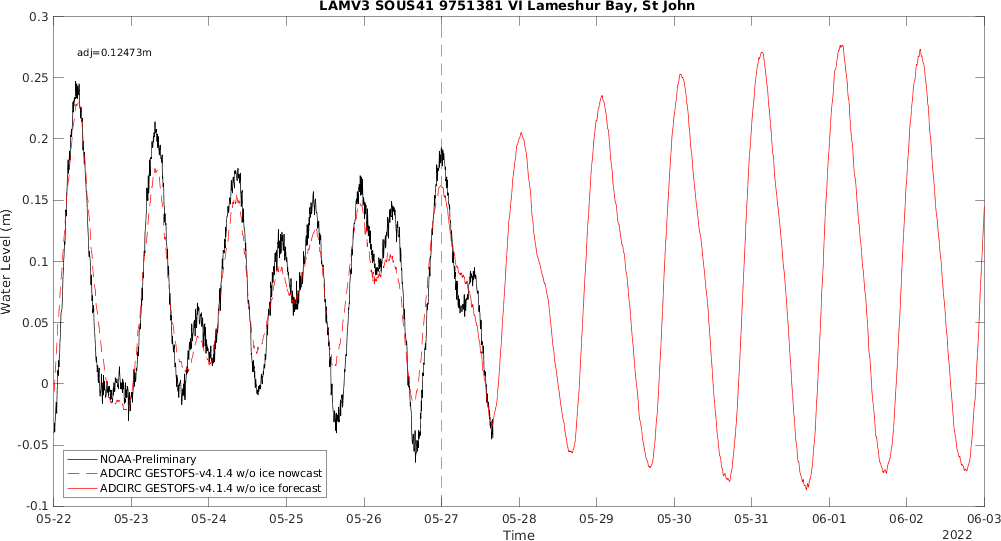 LAMV3 SOUS41 9751381 VI Lameshur Bay, St John
adj=0.12473m
Water Level (m)
0.3
0.25
0.2
0.15
0.1
0.05
0
-0.05
-0.1
NOAA-Preliminary
ADCIRC GESTOFS-v4.1.4 w/o ice nowcast
ADCIRC GESTOFS-v4.1.4 w/o ice forecast
05-22 05-23 05-24 05-25 05-26 05-27 05-28 05-29 05-30 05-31 06-01 06-02 06-03
Time
2022